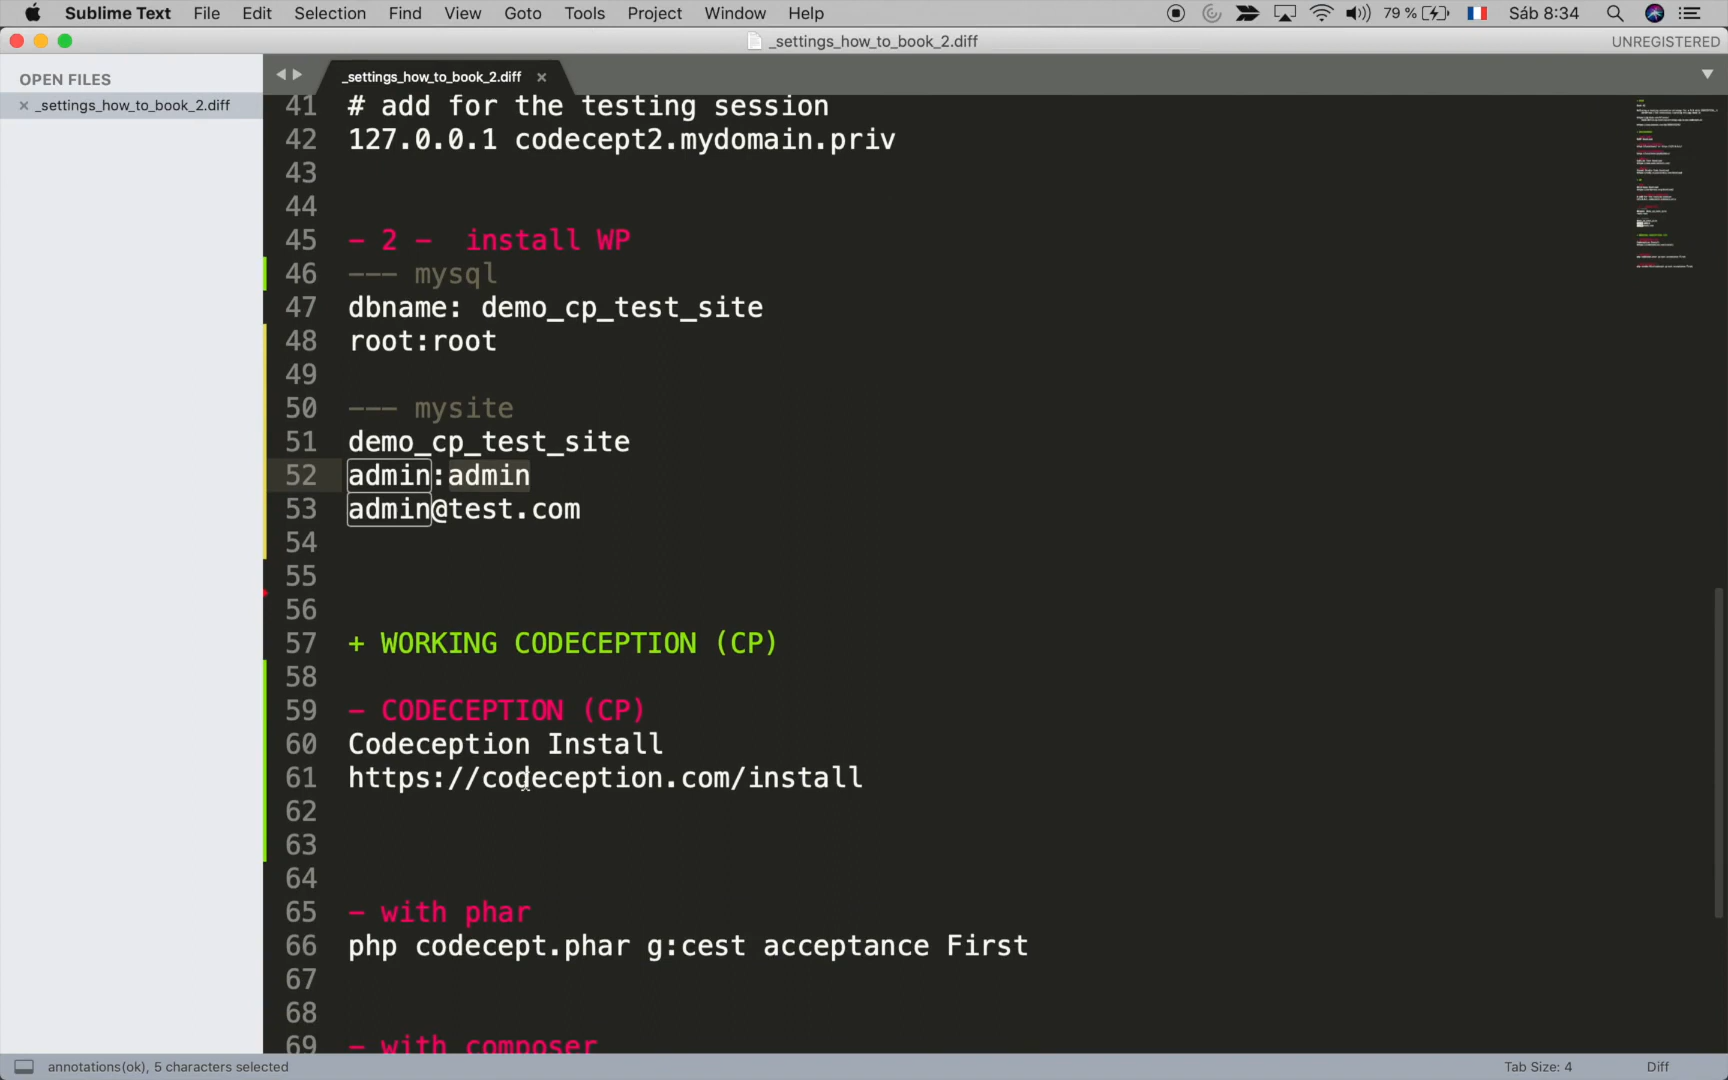 Sublime Text File Edit Selection Find View Goto Tools Project Window Help 79 % Sáb 8:34
_settings_how_to_book_2.diff UNREGISTERED
OPEN FILES
_settings_how_to_book_2.diff
_settings_how_to_book_2.diff
41 # add for the testing session
42 127.0.0.1 codecept2.mydomain.priv
43
44
45 - 2 -  install WP
46 --- mysql
47 dbname: demo_cp_test_site
48 root:root
49
50 --- mysite
51 demo_cp_test_site
52 admin:admin
53 admin@test.com
54
55
56
57 + WORKING CODECEPTION (CP)
58
59 - CODECEPTION (CP)
60 Codeception Install
61 https://codeception.com/install
62
63
64
65 - with phar
66 php codecept.phar g:cest acceptance First
67
68
69 - with composer
annotations(ok), 5 characters selected Tab Size: 4 Diff